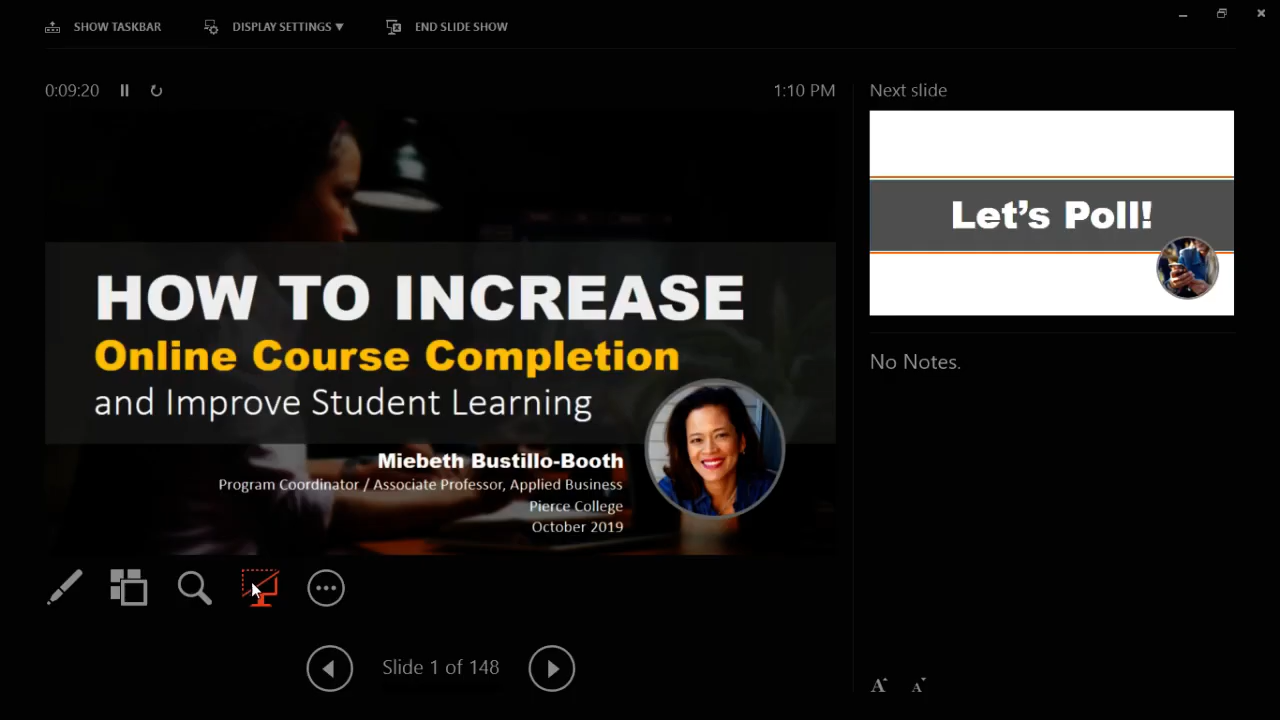 SHOW TASKBAR
DISPLAY SETTINGS ▼
END SLIDE SHOW
0:09:20
1:10 PM
Next slide
HOW TO INCREASE
Online Course Completion
and Improve Student Learning
Miebeth Bustillo-Booth
Program Coordinator / Associate Professor, Applied Business
Pierce College
October 2019
Let's Poll!
No Notes.
Slide 1 of 148
A A